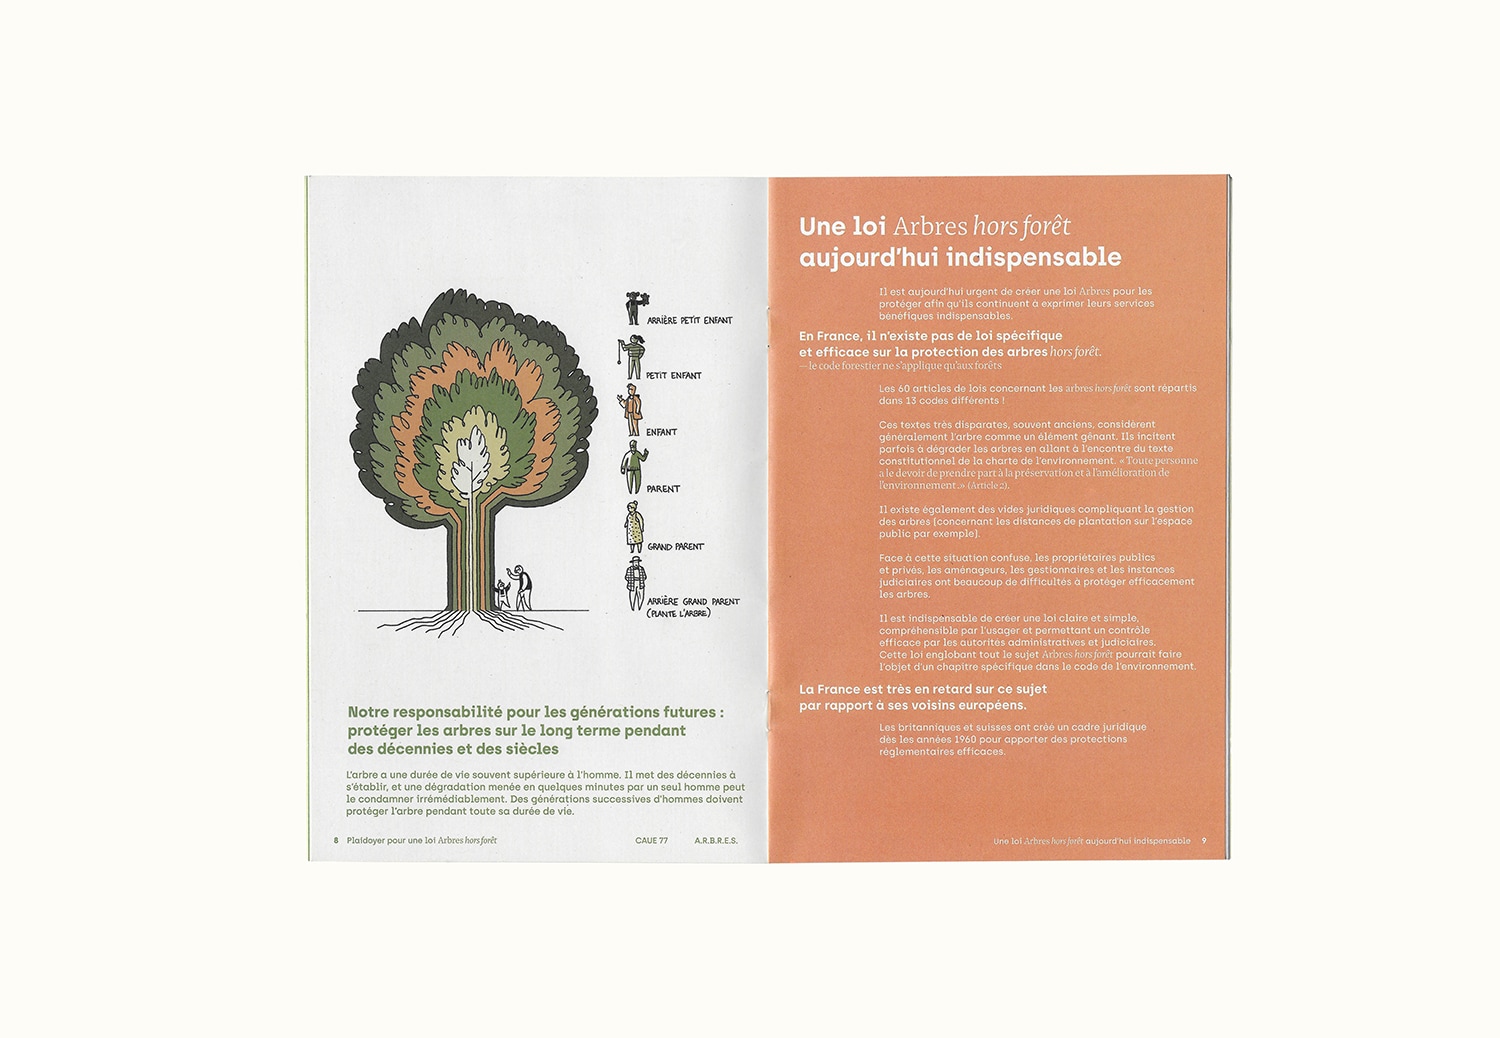 ARRIÈRE PETIT ENFANT
PETIT ENFANT
ENFANT
PARENT
GRAND PARENT
ARRIÈRE GRAND PARENT
(PLANTE L'ARBRE)
Notre responsabilité pour les générations futures :
protéger les arbres sur le long terme pendant
des décennies et des siècles
L'arbre a une durée de vie souvent supérieure à l'homme. Il met des décennies à
s'établir, et une dégradation menée en quelques minutes par un seul homme peut
le condamner irrémédiablement. Des générations successives d'hommes doivent
protéger l'arbre pendant toute sa durée de vie.
8 Plaidoyer pour une loi Arbres hors forêt CAUE 77 A.R.B.R.E.S.
Une loi Arbres hors forêt
aujourd'hui indispensable
Il est aujourd'hui urgent de créer une loi Arbres pour les
protéger afin qu'ils continuent à exprimer leurs services
bénéfiques indispensables.
En France, il n'existe pas de loi spécifique
et efficace sur la protection des arbres hors forêt.
— le code forestier ne s'applique qu'aux forêts
Les 60 articles de lois concernant les arbres hors forêt sont répartis
dans 13 codes différents !
Ces textes très disparates, souvent anciens, considèrent
généralement l'arbre comme un élément gênant. Ils incitent
parfois à dégrader les arbres en allant à l'encontre du texte
constitutionnel de la charte de l'environnement. « Toute personne
a le devoir de prendre part à la préservation et à l'amélioration de
l'environnement.» (Article 2).
Il existe également des vides juridiques compliquant la gestion
des arbres (concernant les distances de plantation sur l'espace
public par exemple).
Face à cette situation confuse, les propriétaires publics
et privés, les aménageurs, les gestionnaires et les instances
judiciaires ont beaucoup de difficultés à protéger efficacement
les arbres.
Il est indispensable de créer une loi claire et simple,
compréhensible par l'usager et permettant un contrôle
efficace par les autorités administratives et judiciaires.
Cette loi englobant tout le sujet Arbres hors forêt pourrait faire
l'objet d'un chapitre spécifique dans le code de l'environnement.
La France est très en retard sur ce sujet
par rapport à ses voisins européens.
Les britanniques et suisses ont créé un cadre juridique
dès les années 1960 pour apporter des protections
réglementaires efficaces.
Une loi Arbres hors forêt aujourd'hui indispensable 9